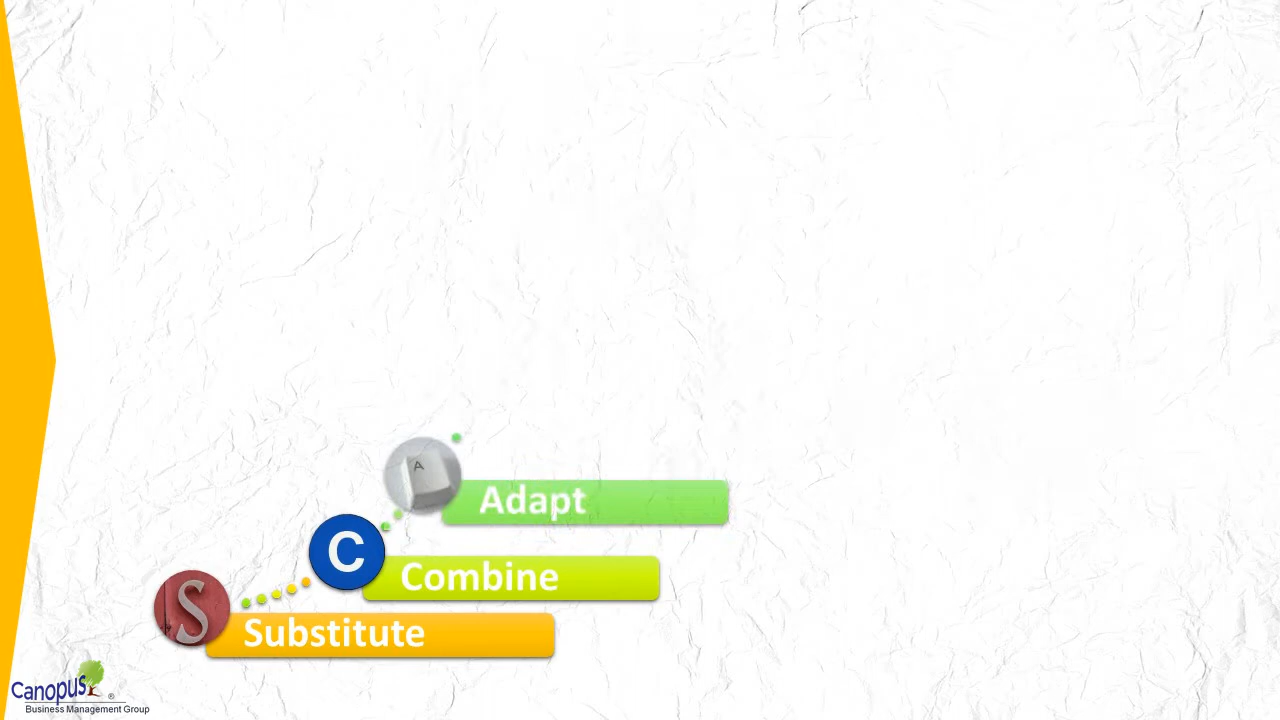 A
Adapt
C
Combine
S
Substitute
Canopus ®
Business Management Group